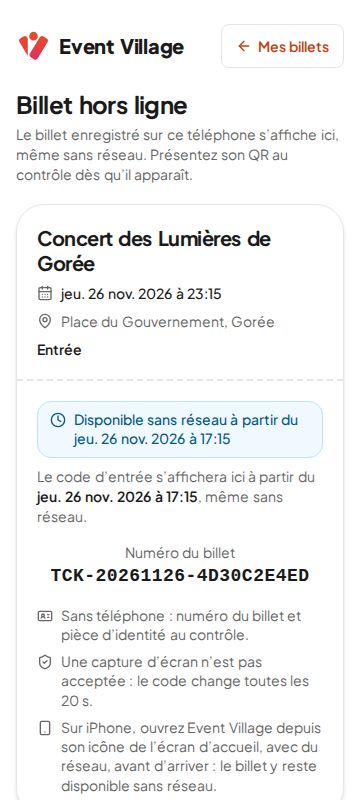 Event Village
Mes billets
Billet hors ligne
Le billet enregistré sur ce téléphone s’affiche ici,
même sans réseau. Présentez son QR au
contrôle dès qu’il apparaît.
Concert des Lumières de
Gorée
jeu. 26 nov. 2026 à 23:15
Place du Gouvernement, Gorée
Entrée
Disponible sans réseau à partir du
jeu. 26 nov. 2026 à 17:15
Le code d’entrée s’affichera ici à partir du
jeu. 26 nov. 2026 à 17:15, même sans
réseau.
Numéro du billet
TCK-20261126-4D30C2E4ED
Sans téléphone : numéro du billet et
pièce d’identité au contrôle.
Une capture d’écran n’est pas
acceptée : le code change toutes les
20 s.
Sur iPhone, ouvrez Event Village depuis
son icône de l’écran d’accueil, avec du
réseau, avant d’arriver : le billet y reste
disponible sans réseau.